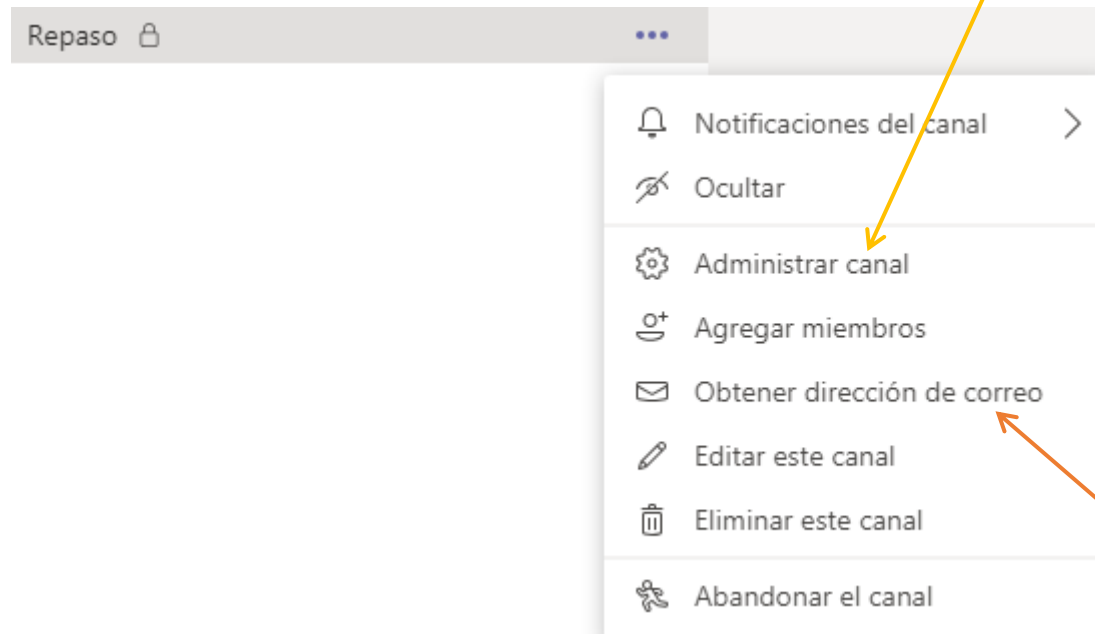 Repaso
Notificaciones del canal
Ocultar
Administrar canal
Agregar miembros
Obtener dirección de correo
Editar este canal
Eliminar este canal
Abandonar el canal